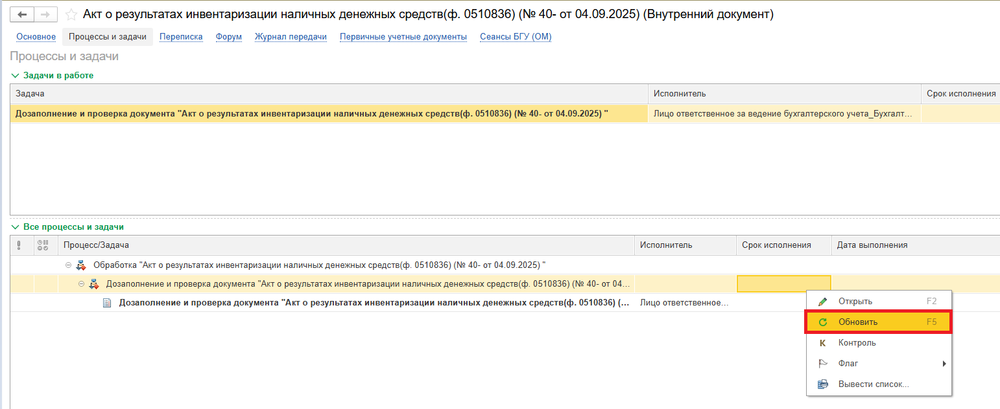 Акт о результатах инвентаризации наличных денежных средств(ф. 0510836) (№ 40- от 04.09.2025) (Внутренний документ)
Основное Процессы и задачи Переписка Форум Журнал передачи Первичные учетные документы Сеансы БГУ (ОМ)
Процессы и задачи
Задачи в работе
Задача Исполнитель Срок исполнения
Дозаполнение и проверка документа "Акт о результатах инвентаризации наличных денежных средств(ф. 0510836) (№ 40- от 04.09.2025) " Лицо ответственное за ведение бухгалтерского учета_Бухгалт...
Все процессы и задачи
Процесс/Задача Исполнитель Срок исполнения Дата выполнения
Обработка "Акт о результатах инвентаризации наличных денежных средств(ф. 0510836) (№ 40- от 04.09.2025) "
Дозаполнение и проверка документа "Акт о результатах инвентаризации наличных денежных средств(ф. 0510836) (№ 40- от 04...
Дозаполнение и проверка документа "Акт о результатах инвентаризации наличных денежных средств(ф. 0510836) (... Лицо ответственное...
Открыть F2
Обновить F5
К Контроль
Флаг
Вывести список...